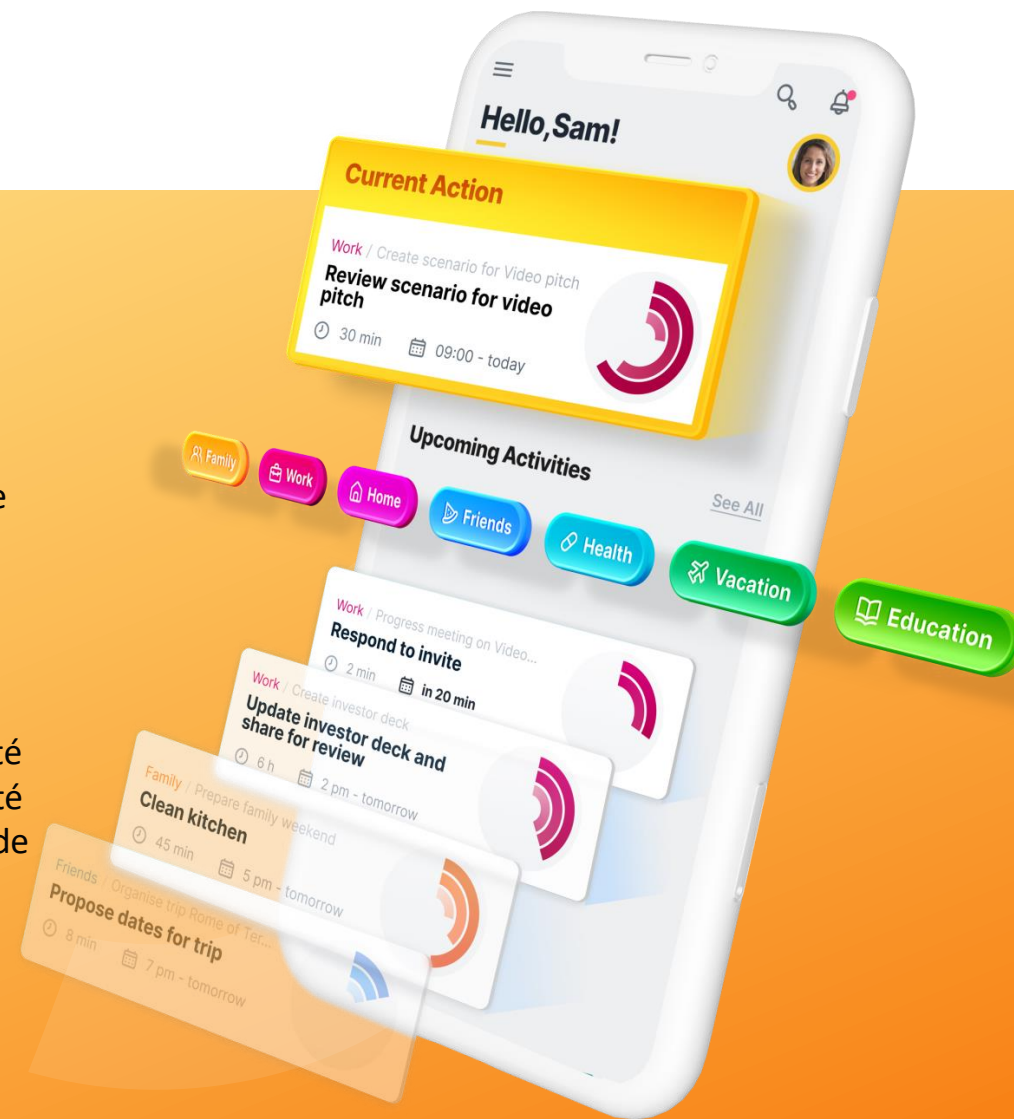 Hello, Sam!
Current Action
Work / Create scenario for Video pitch
Review scenario for video
pitch
30 min 09:00 - today
Upcoming Activities
See All
Family
Work
Home
Friends
Health
Vacation
Education
e
Work / Progress meeting on Video...
Respond to invite
2 min in 20 min
Work / Create investor deck
Update investor deck and
share for review
6 h 2 pm - tomorrow
té
té
de
Family / Prepare family weekend
Clean kitchen
45 min 5 pm - tomorrow
Friends / Organise trip Rome of Ter...
Propose dates for trip
8 min 7 pm - tomorrow